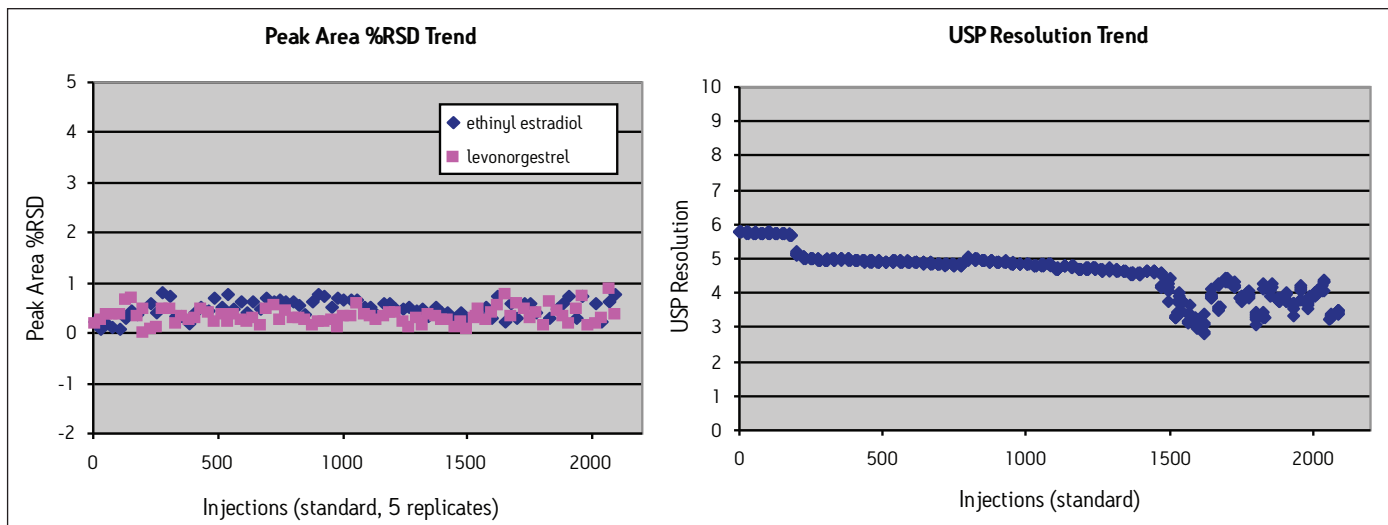 Peak Area %RSD Trend
5
4
3
2
1
0
-1
-2
Peak Area %RSD
ethinyl estradiol
levonorgestrel
0 500 1000 1500 2000
Injections (standard, 5 replicates)
USP Resolution Trend
10
9
8
7
6
5
4
3
2
1
0
USP Resolution
0 500 1000 1500 2000
Injections (standard)